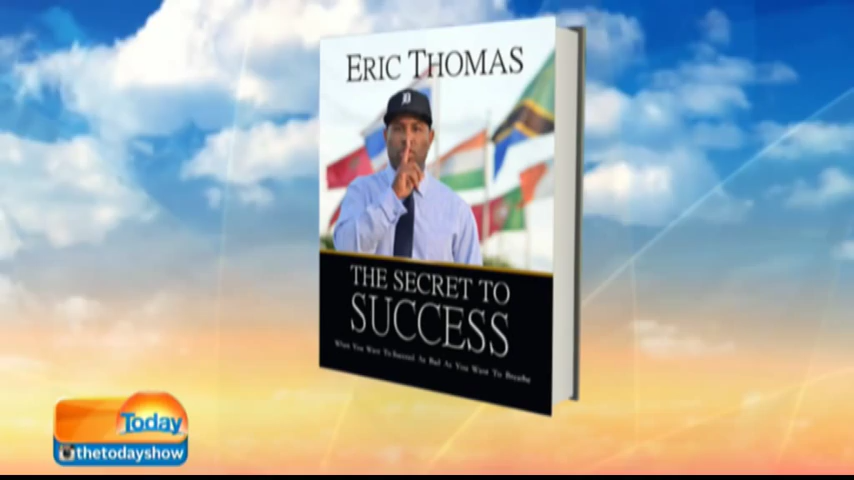 ERIC THOMAS
THE SECRET TO
SUCCESS
When You Want To Succeed As Bad As You Want To Breathe
Today
thetodayshow